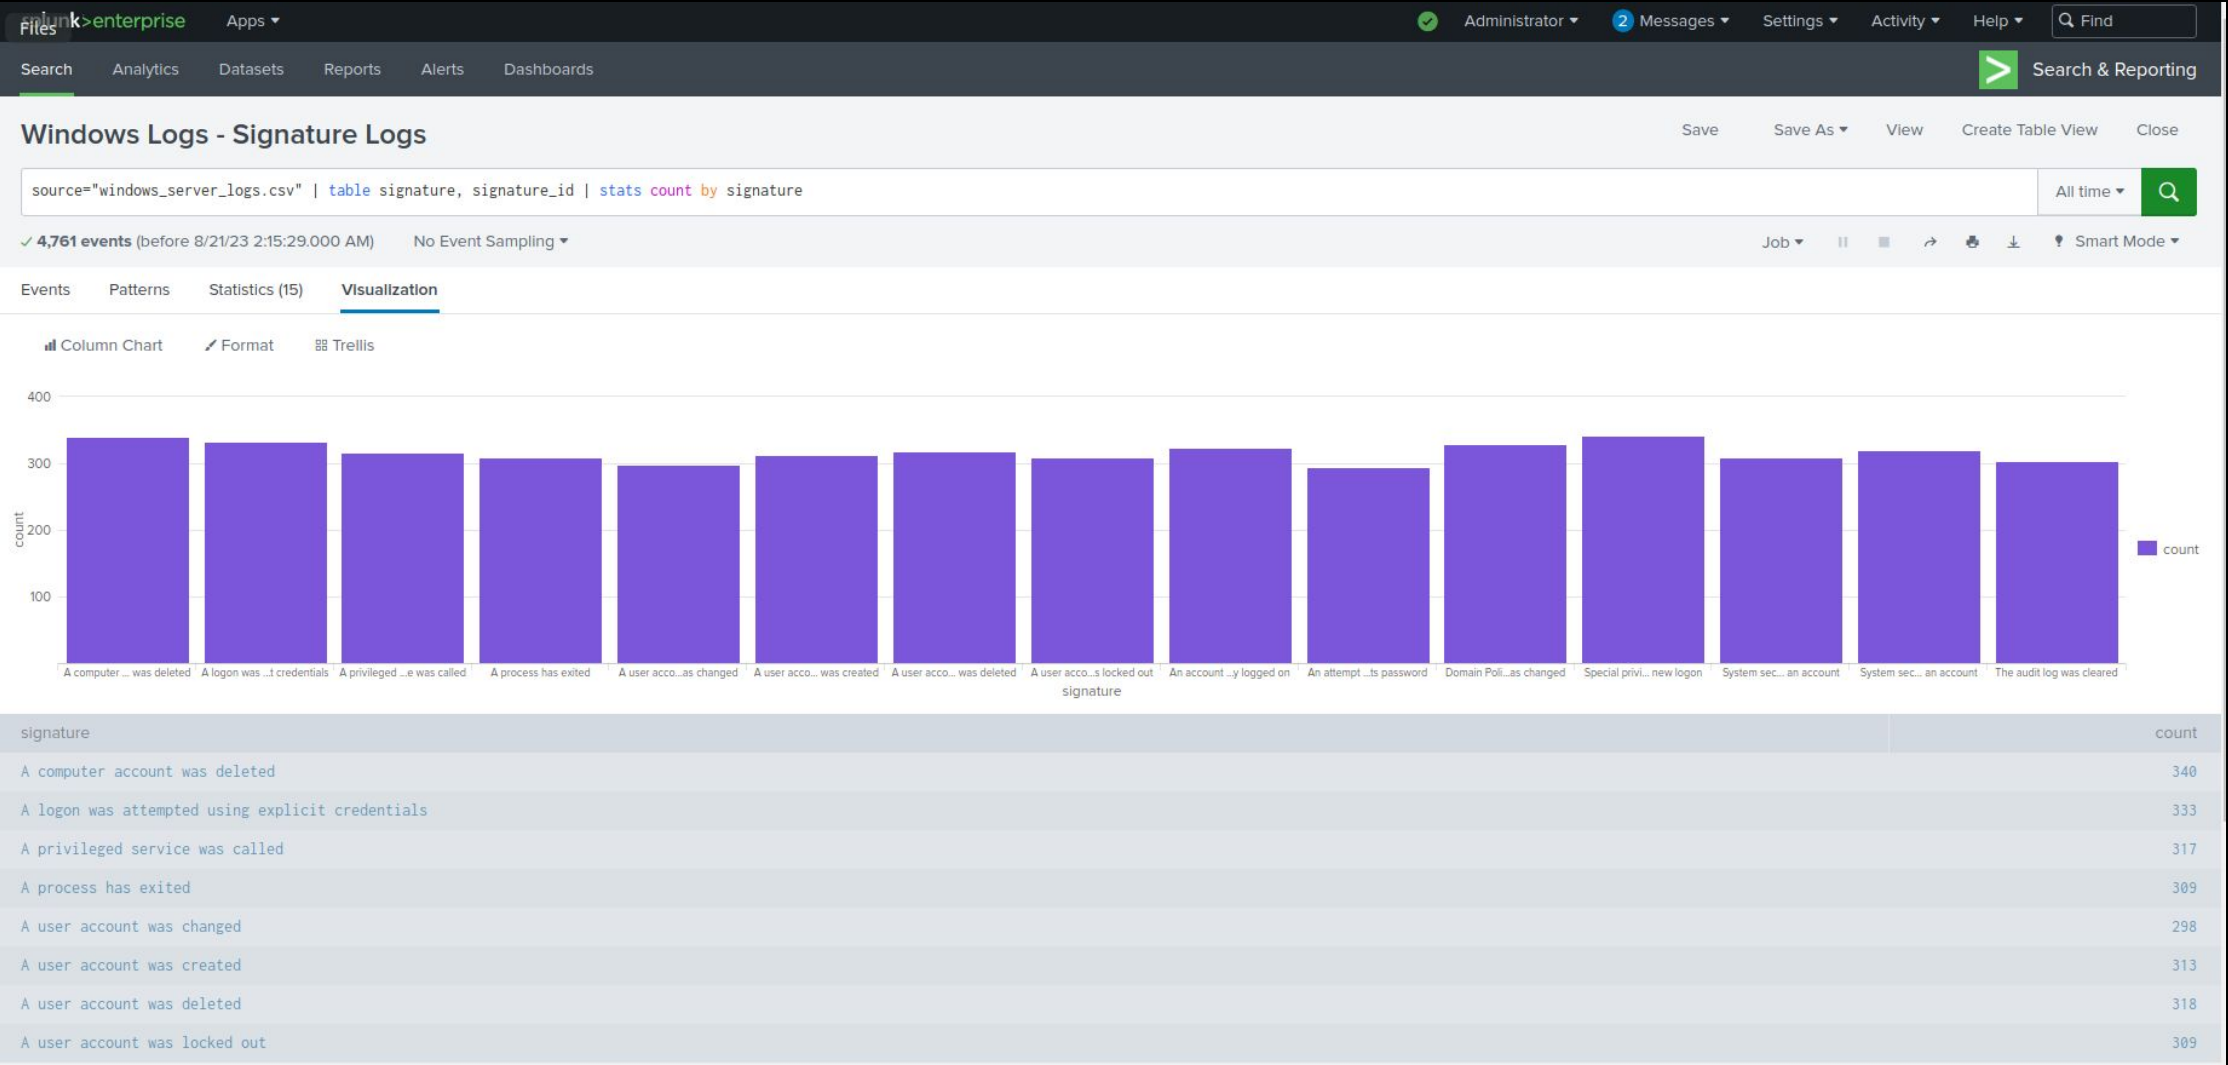 Files
splunk>enterprise Apps Administrator 2 Messages Settings Activity Help Find
Search Analytics Datasets Reports Alerts Dashboards Search & Reporting
Windows Logs - Signature Logs Save Save As View Create Table View Close
source="windows_server_logs.csv" | table signature, signature_id | stats count by signature All time
4,761 events (before 8/21/23 2:15:29.000 AM) No Event Sampling Job Smart Mode
Events Patterns Statistics (15) Visualization
Column Chart Format Trellis
400
300
200
100
count
count
A computer ... was deleted A logon was ...t credentials A privileged ...e was called A process has exited A user acco...as changed A user acco... was created A user acco... was deleted A user acco...s locked out An account ...y logged on An attempt ...ts password Domain Poli...as changed Special privi... new logon System sec... an account System sec... an account The audit log was cleared
signature
signature count
A computer account was deleted 340
A logon was attempted using explicit credentials 333
A privileged service was called 317
A process has exited 309
A user account was changed 298
A user account was created 313
A user account was deleted 318
A user account was locked out 309